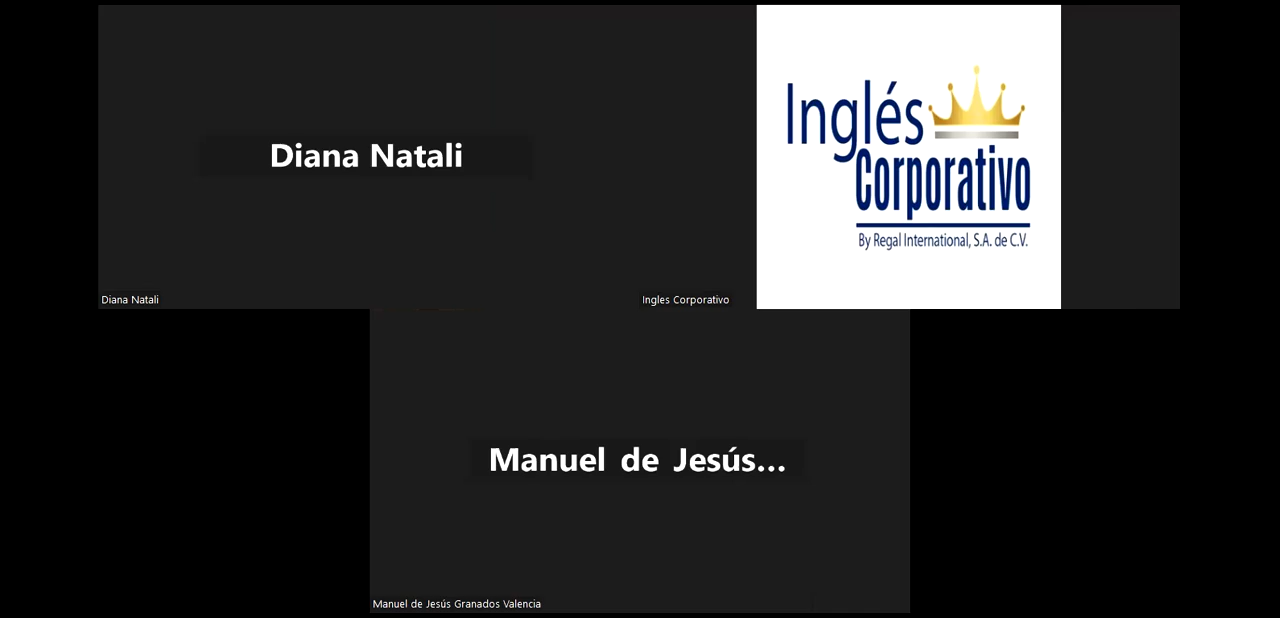 Diana Natali
Diana Natali
Inglés
Corporativo
By Regal International, S.A. de C.V.
Ingles Corporativo
Manuel de Jesús...
Manuel de Jesús Granados Valencia